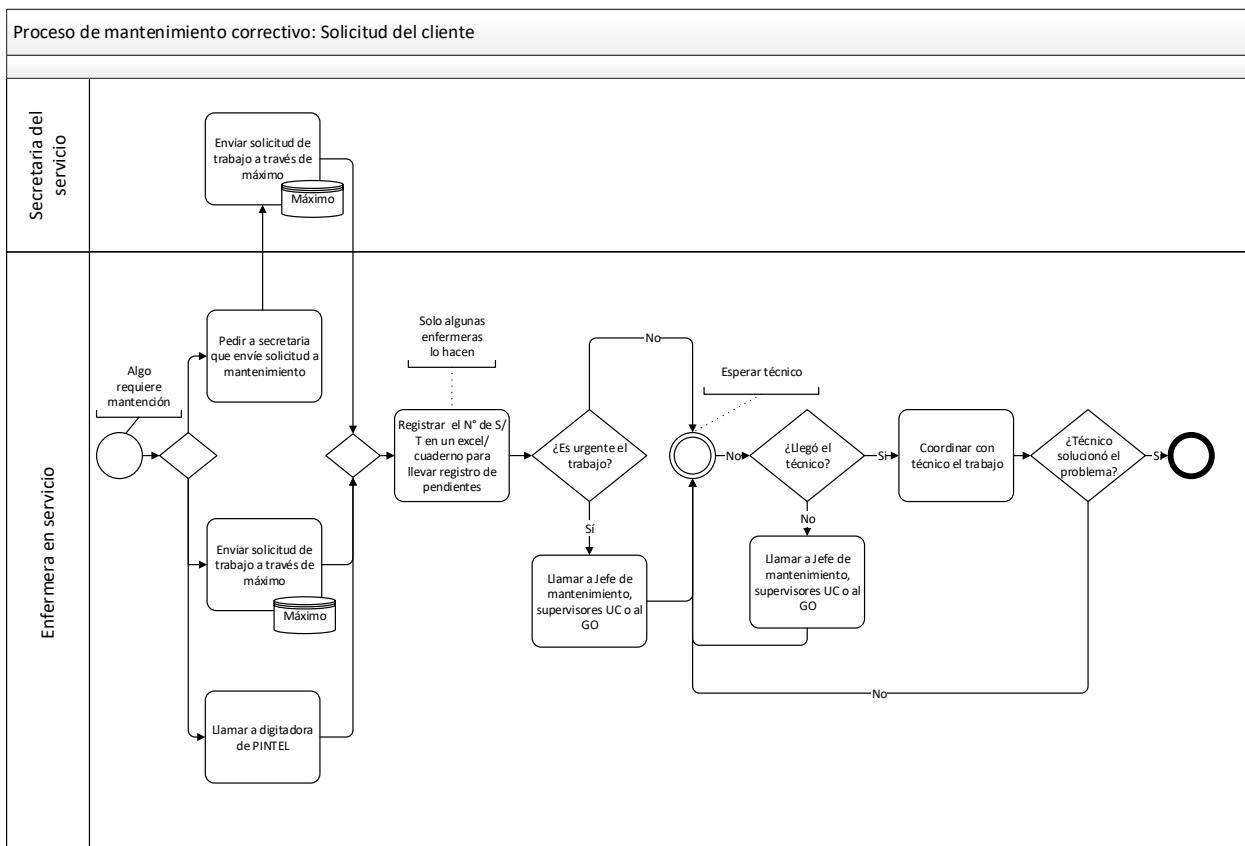 Proceso de mantenimiento correctivo: Solicitud del cliente
Secretaria del
servicio
Enviar solicitud de
trabajo a través de
máximo
Máximo
Enfermera en servicio
Algo
requiere
mantención
Pedir a secretaria
que envíe solicitud a
mantenimiento
Enviar solicitud de
trabajo a través de
máximo
Máximo
Llamar a digitadora
de PINTEL
Solo algunas
enfermeras
lo hacen
Registrar el N° de S/
T en un excel/
cuaderno para
llevar registro de
pendientes
¿Es urgente el
trabajo?
No
Sí
Llamar a Jefe de
mantenimiento,
supervisores UC o al
GO
Esperar técnico
No
¿Llegó el
técnico?
Si
No
Llamar a Jefe de
mantenimiento,
supervisores UC o al
GO
Coordinar con
técnico el trabajo
¿Técnico
solucionó el
problema?
S
No